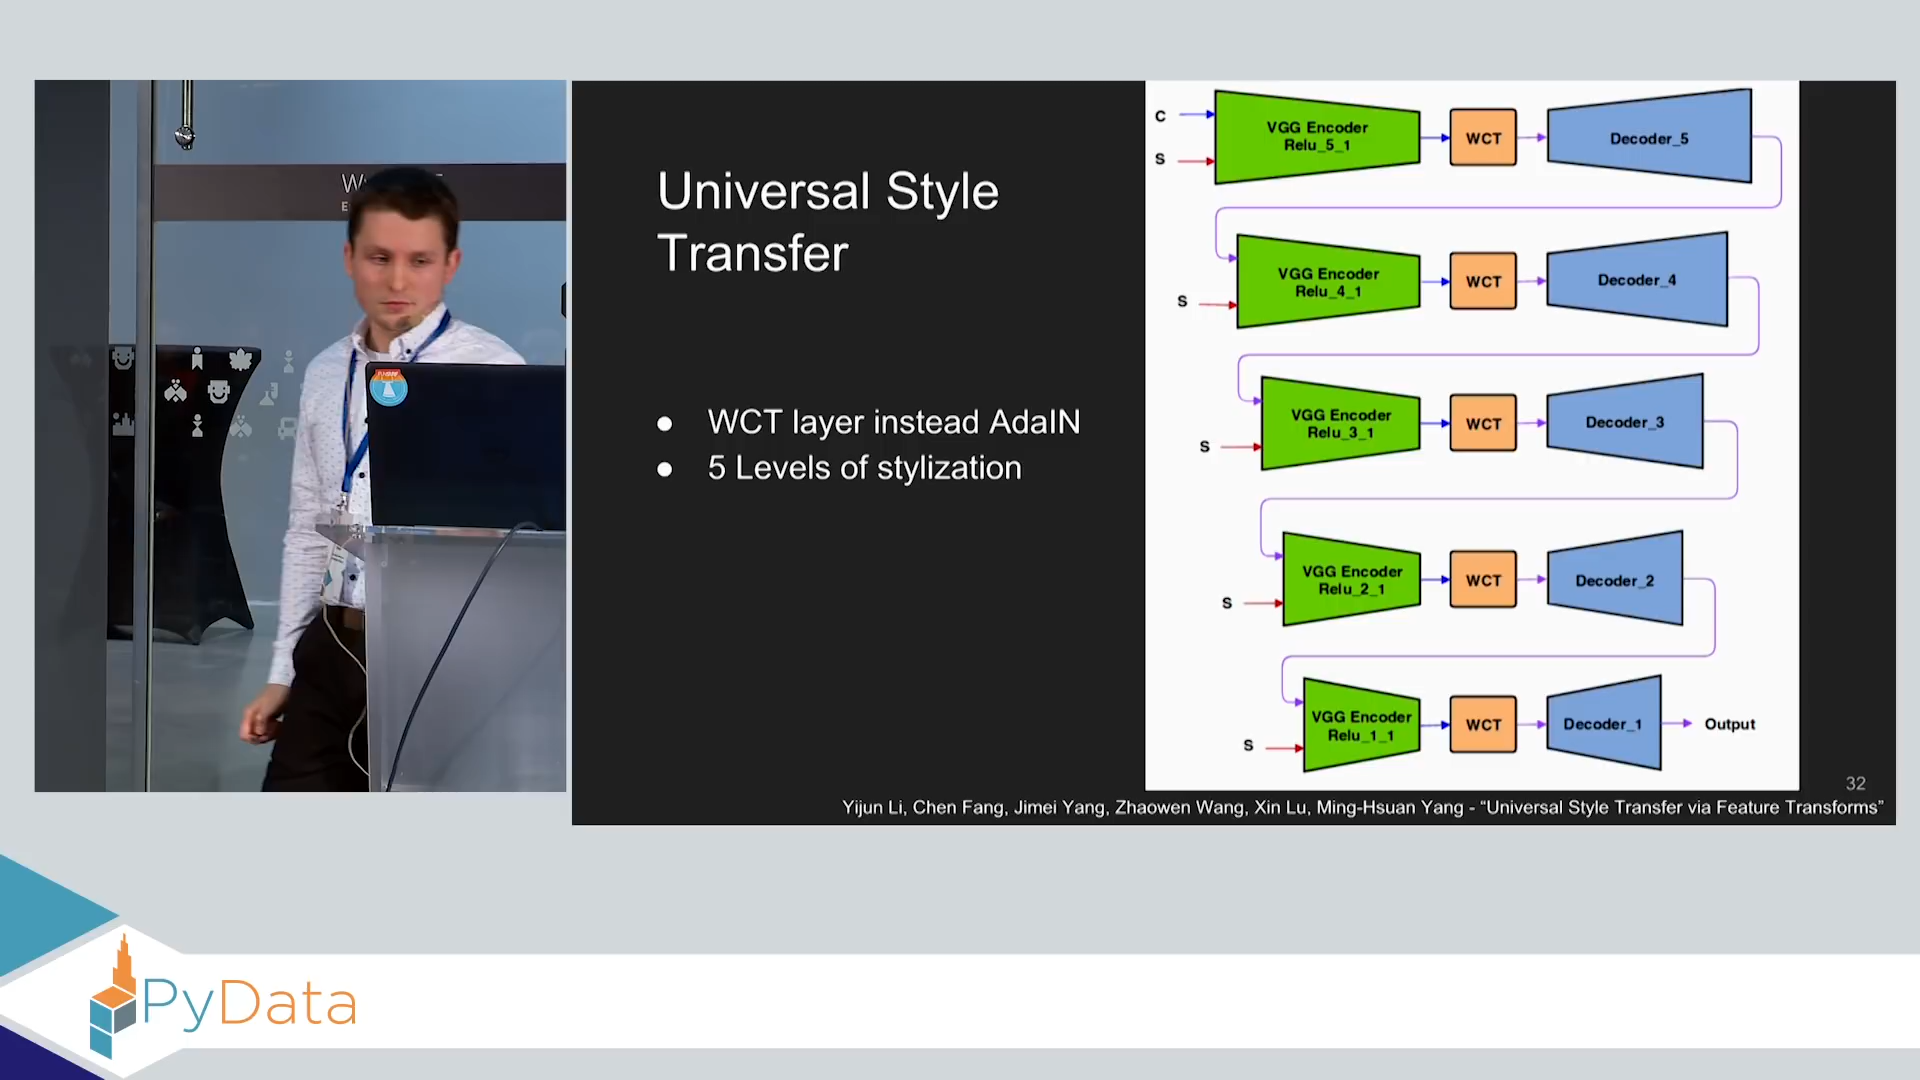 Universal Style
Transfer
● WCT layer instead AdaIN
● 5 Levels of stylization
C
S
VGG Encoder
Relu_5_1
WCT
Decoder_5
S
VGG Encoder
Relu_4_1
WCT
Decoder_4
S
VGG Encoder
Relu_3_1
WCT
Decoder_3
S
VGG Encoder
Relu_2_1
WCT
Decoder_2
S
VGG Encoder
Relu_1_1
WCT
Decoder_1
Output
32
Yijun Li, Chen Fang, Jimei Yang, Zhaowen Wang, Xin Lu, Ming-Hsuan Yang - “Universal Style Transfer via Feature Transforms”
PyData